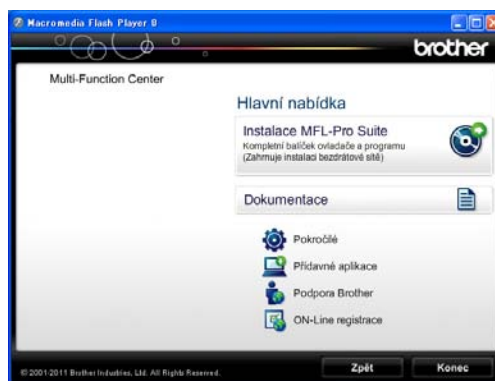 Macromedia Flash Player 8
brother
Multi-Function Center
Hlavní nabídka
Instalace MFL-Pro Suite
Kompletní balíček ovladače a programu
(Zahrnuje instalaci bezdrátové sítě)
Dokumentace
Pokročilé
Přídavné aplikace
Podpora Brother
ON-Line registrace
© 2001-2011 Brother Industries, Ltd. All Rights Reserved.
Zpět
Konec